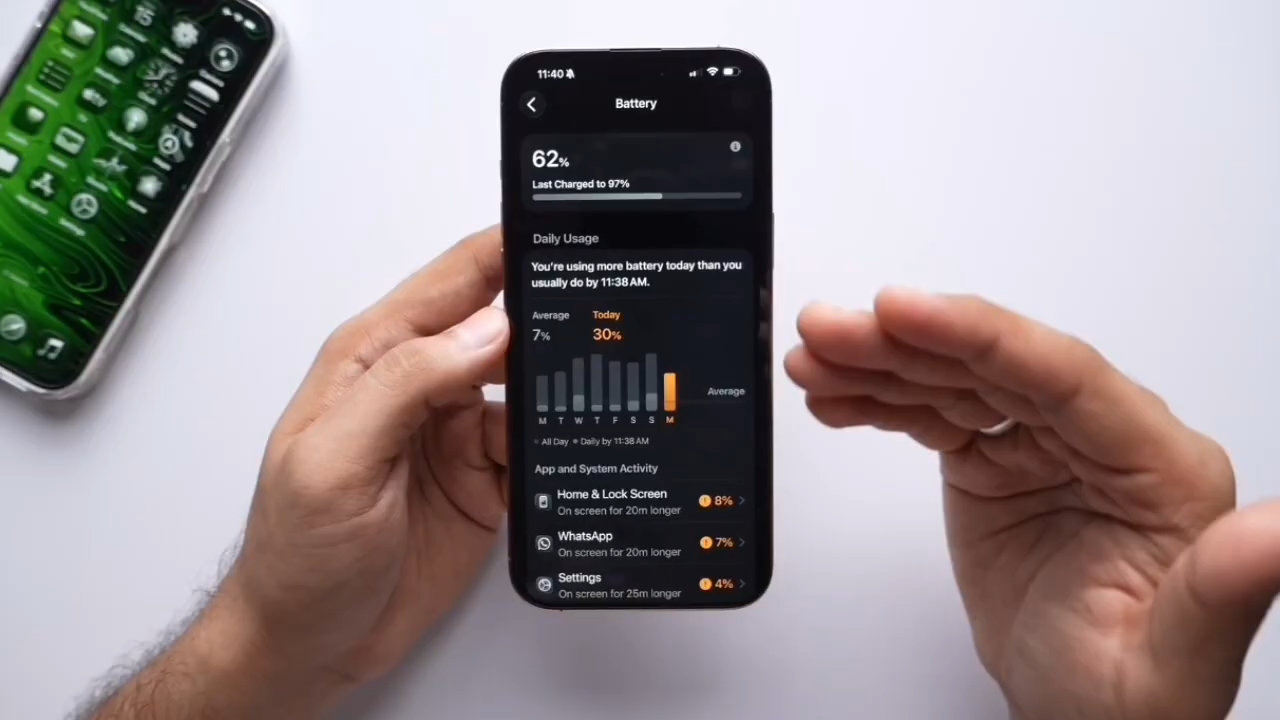 11:40
Battery
62%
Last Charged to 97%
Daily Usage
You're using more battery today than you
usually do by 11:38 AM.
Average Today
7% 30%
Average
M T W T F S S M
All Day Daily by 11:38 AM
App and System Activity
Home & Lock Screen 8%
On screen for 20m longer
WhatsApp 7%
On screen for 20m longer
Settings 4%
On screen for 25m longer